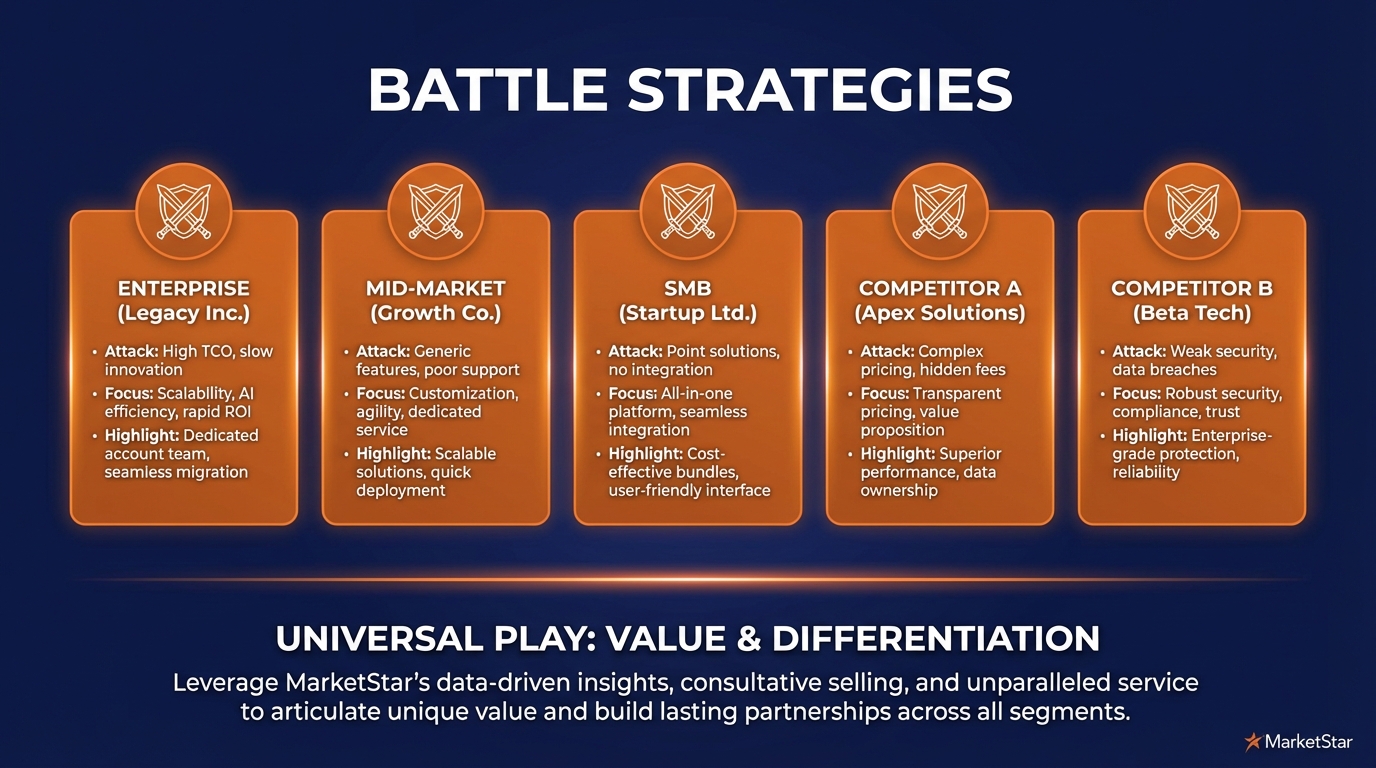 BATTLE STRATEGIES
ENTERPRISE
(Legacy Inc.)
• Attack: High TCO, slow
innovation
• Focus: Scalability, AI
efficiency, rapid ROI
• Highlight: Dedicated
account team,
seamless migration
MID-MARKET
(Growth Co.)
• Attack: Generic
features, poor support
• Focus: Customization,
agility, dedicated
service
• Highlight: Scalable
solutions, quick
deployment
SMB
(Startup Ltd.)
• Attack: Point solutions,
no integration
• Focus: All-in-one
platform, seamless
integration
• Highlight: Cost-
effective bundles,
user-friendly interface
COMPETITOR A
(Apex Solutions)
• Attack: Complex
pricing, hidden fees
• Focus: Transparent
pricing, value
proposition
• Highlight: Superior
performance, data
ownership
COMPETITOR B
(Beta Tech)
• Attack: Weak security,
data breaches
• Focus: Robust security,
compliance, trust
• Highlight: Enterprise-
grade protection,
reliability
UNIVERSAL PLAY: VALUE & DIFFERENTIATION
Leverage MarketStar's data-driven insights, consultative selling, and unparalleled service
to articulate unique value and build lasting partnerships across all segments.
MarketStar